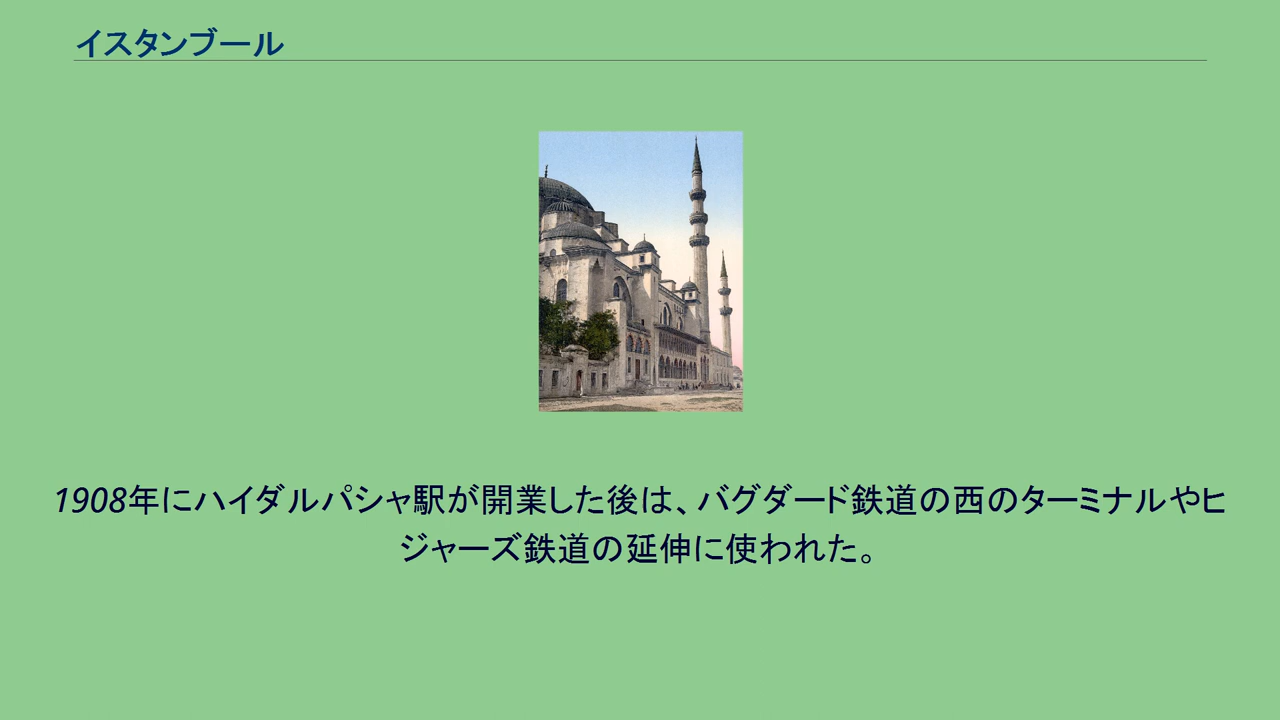 イスタンブール
1908年にハイダルパシャ駅が開業した後は、バグダード鉄道の西のターミナルやヒ
ジャーズ鉄道の延伸に使われた。